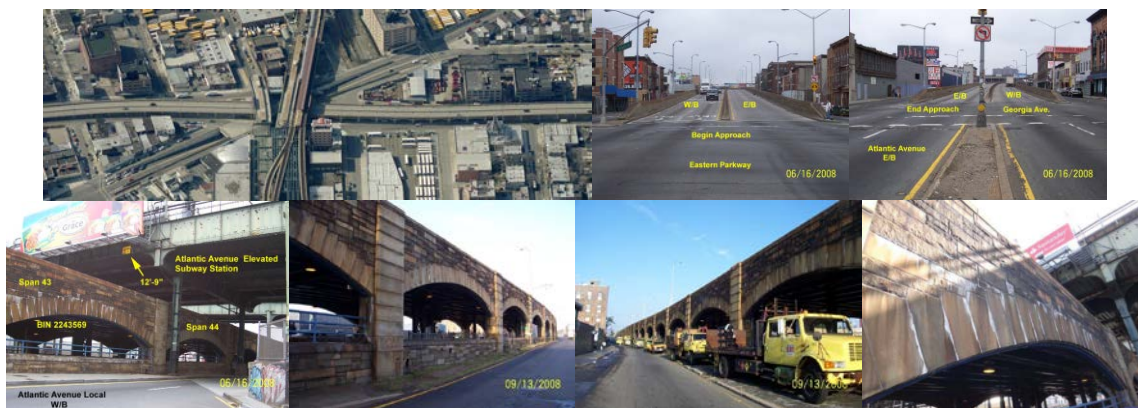 W/B
E/B
Begin Approach
Eastern Parkway
06/16/2008
E/B
W/B
End Approach
Georgia Ave.
Atlantic Avenue
E/B
06/16/2008
Atlantic Avenue Elevated
Subway Station
12'-9"
Span 43
BIN 2243569
Span 44
06/16/2008
Atlantic Avenue Local
W/B
09/13/2008
09/13/2008